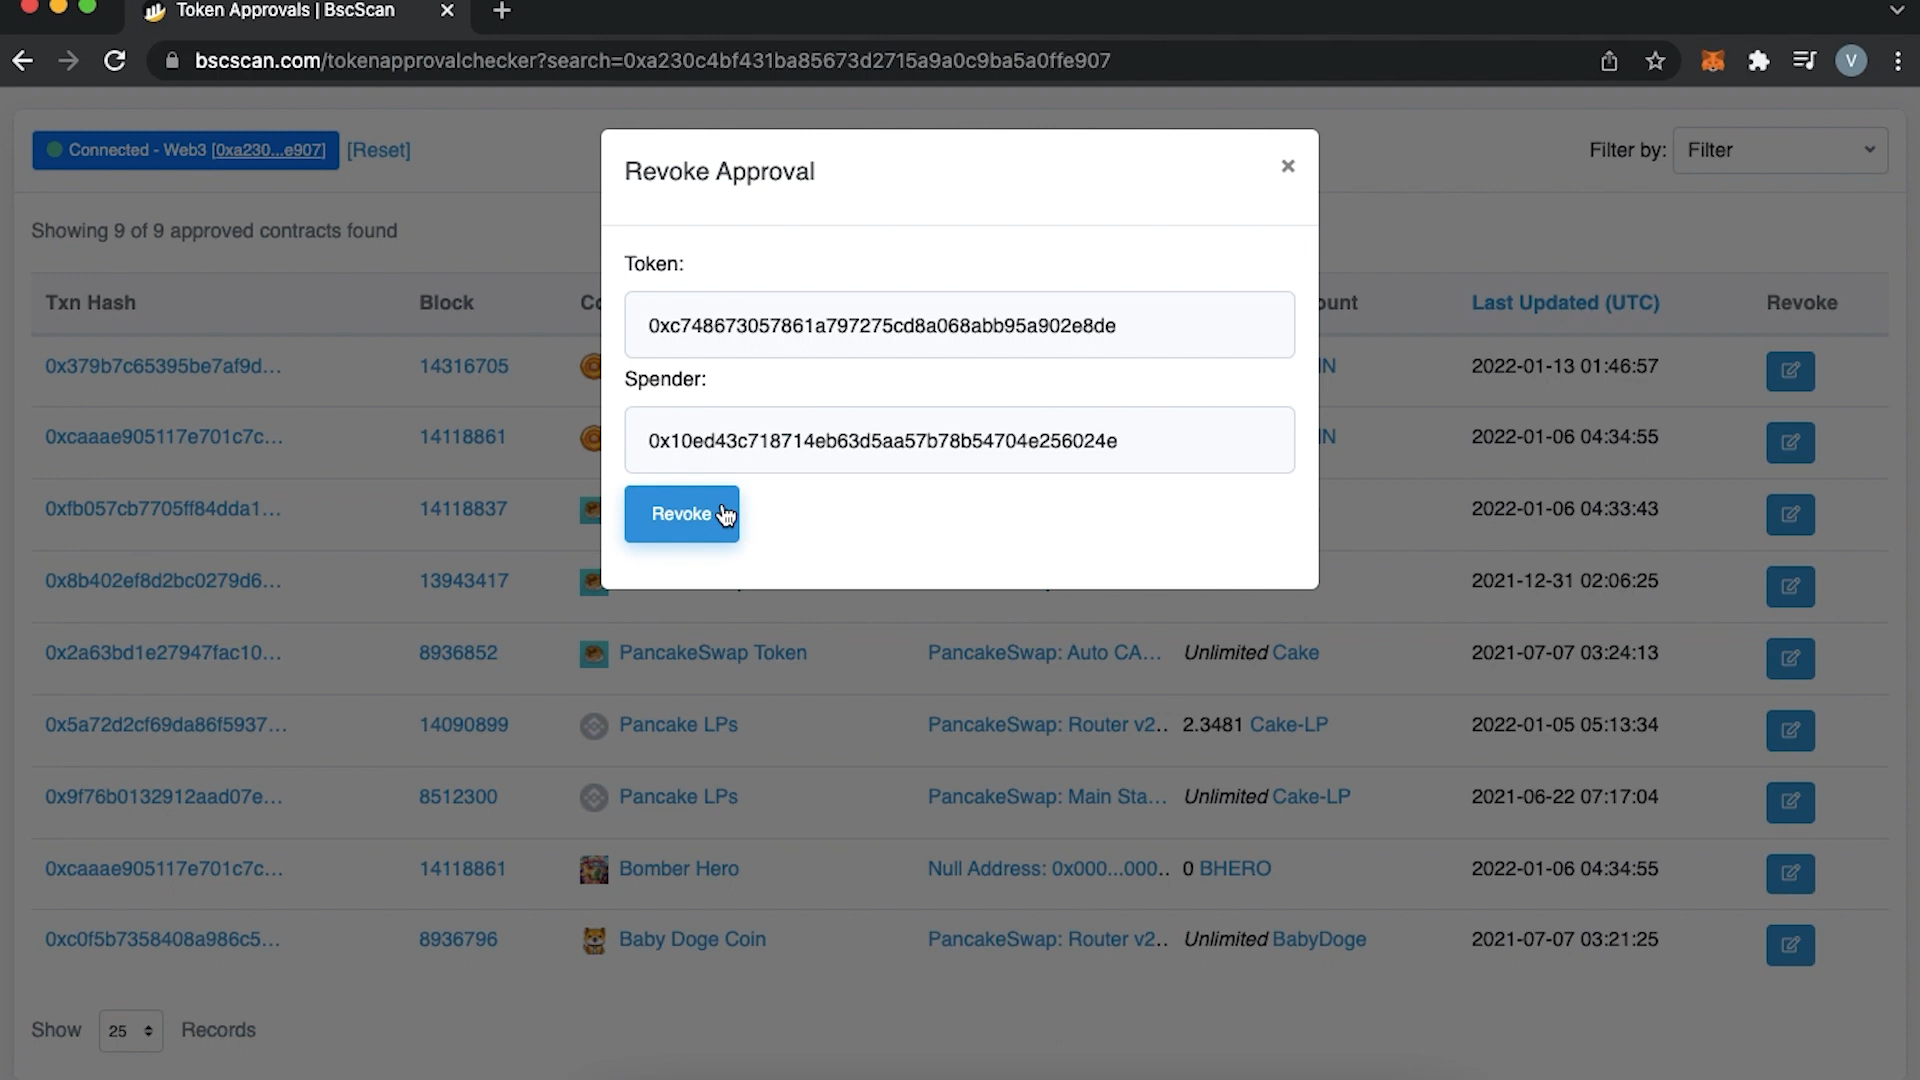 Token Approvals | BscScan
bscscan.com/tokenapprovalchecker?search=0xa230c4bf431ba85673d2715a9a0c9ba5a0ffe907
V
Connected - Web3 [0xa230...e907] [Reset]
Filter by: Filter
Showing 9 of 9 approved contracts found
Txn Hash Block Co ount Last Updated (UTC) Revoke
0x379b7c65395be7af9d... 14316705 IN 2022-01-13 01:46:57
0xcaaae905117e701c7c... 14118861 IN 2022-01-06 04:34:55
0xfb057cb7705ff84dda1... 14118837 2022-01-06 04:33:43
0x8b402ef8d2bc0279d6... 13943417 2021-12-31 02:06:25
0x2a63bd1e27947fac10... 8936852 PancakeSwap Token PancakeSwap: Auto CA... Unlimited Cake 2021-07-07 03:24:13
0x5a72d2cf69da86f5937... 14090899 Pancake LPs PancakeSwap: Router v2.. 2.3481 Cake-LP 2022-01-05 05:13:34
0x9f76b0132912aad07e... 8512300 Pancake LPs PancakeSwap: Main Sta... Unlimited Cake-LP 2021-06-22 07:17:04
0xcaaae905117e701c7c... 14118861 Bomber Hero Null Address: 0x000...000.. 0 BHERO 2022-01-06 04:34:55
0xc0f5b7358408a986c5... 8936796 Baby Doge Coin PancakeSwap: Router v2.. Unlimited BabyDoge 2021-07-07 03:21:25
Show 25 Records
Revoke Approval ×
Token:
0xc748673057861a797275cd8a068abb95a902e8de
Spender:
0x10ed43c718714eb63d5aa57b78b54704e256024e
Revoke